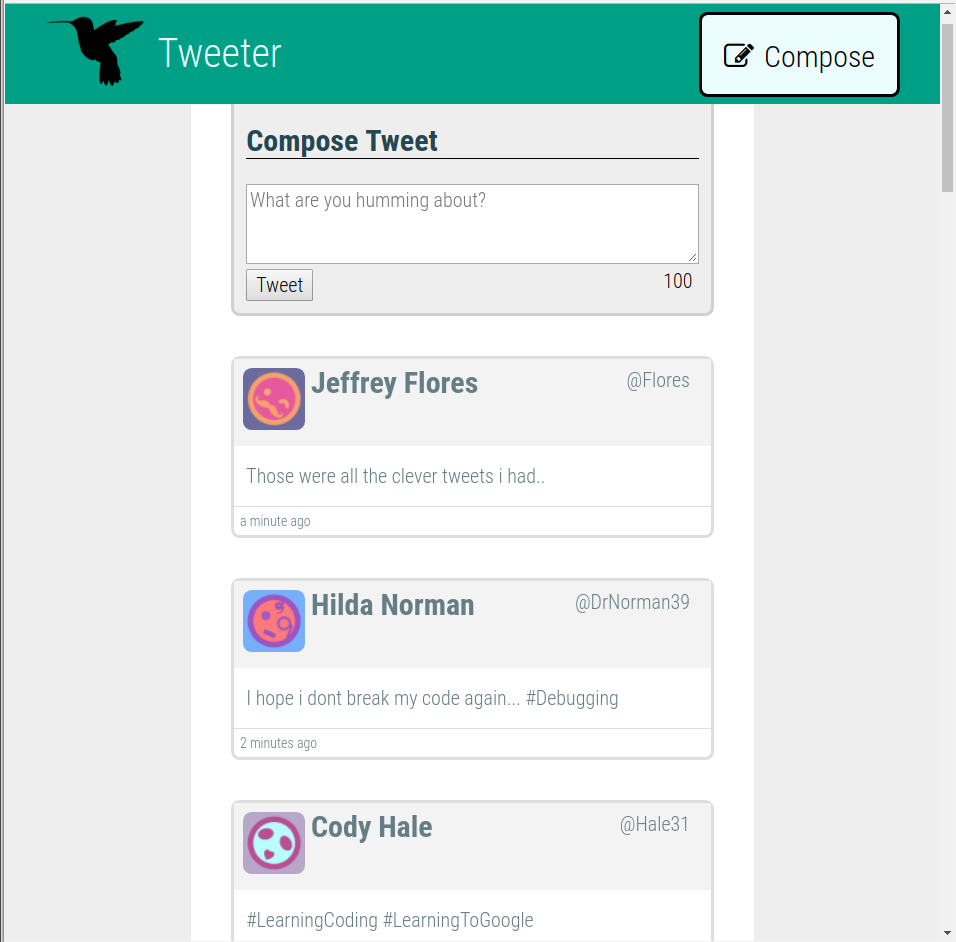 Tweeter
Compose
Compose Tweet
What are you humming about?
Tweet
100
Jeffrey Flores
@Flores
Those were all the clever tweets i had..
a minute ago
Hilda Norman
@DrNorman39
I hope i dont break my code again... #Debugging
2 minutes ago
Cody Hale
@Hale31
#LearningCoding #LearningToGoogle